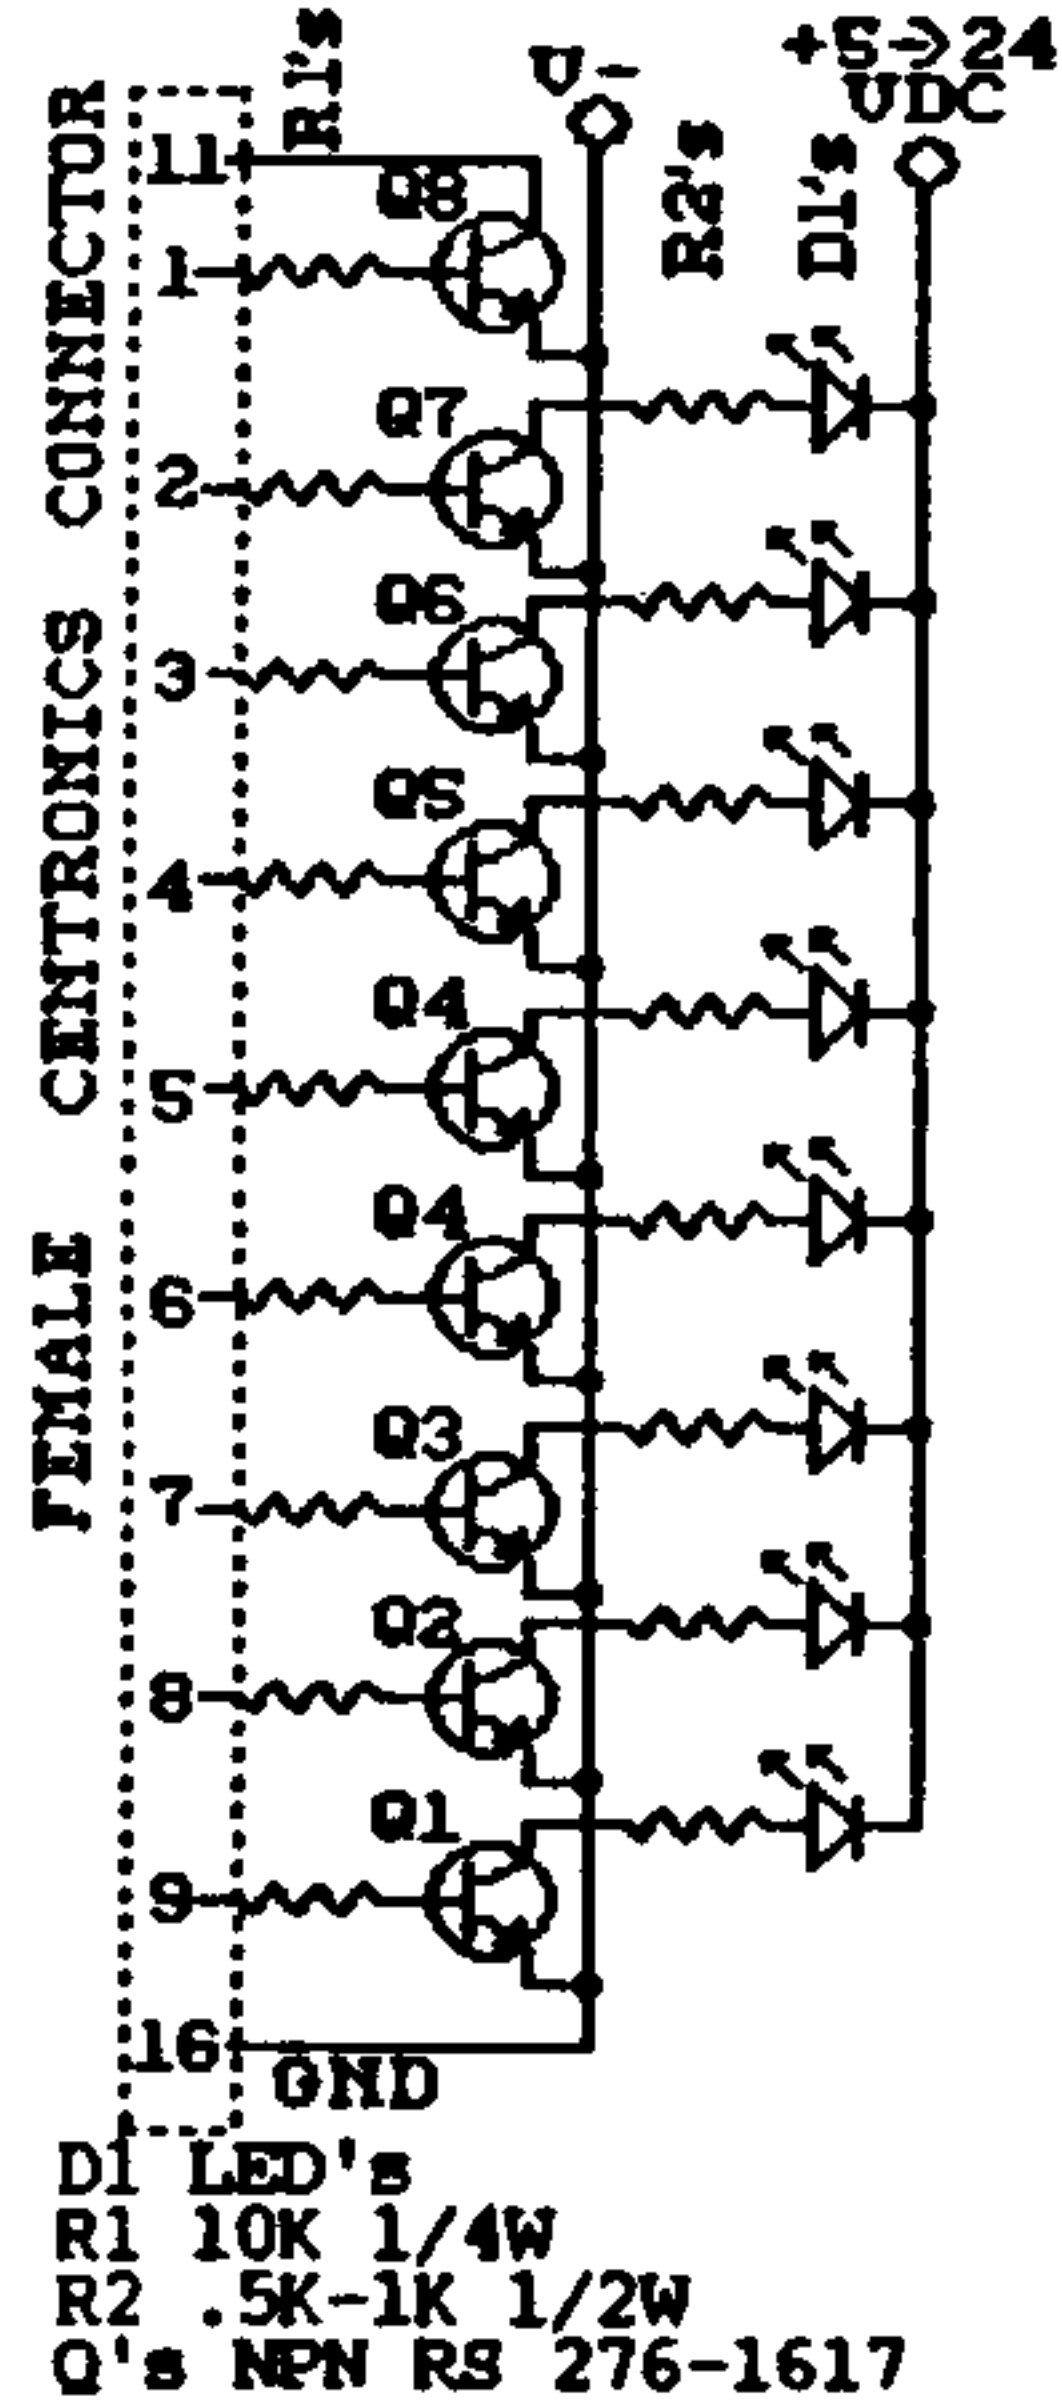 +5→24
VDC
V-
R1's
R2's
D1's
FEMALE CENTRONICS CONNECTOR
11
Q8
1
Q7
2
Q6
3
Q5
4
Q4
5
Q4
6
Q3
7
Q2
8
Q1
9
16
GND
D1 LED's
R1 10K 1/4W
R2 .5K-1K 1/2W
Q's NPN RS 276-1617